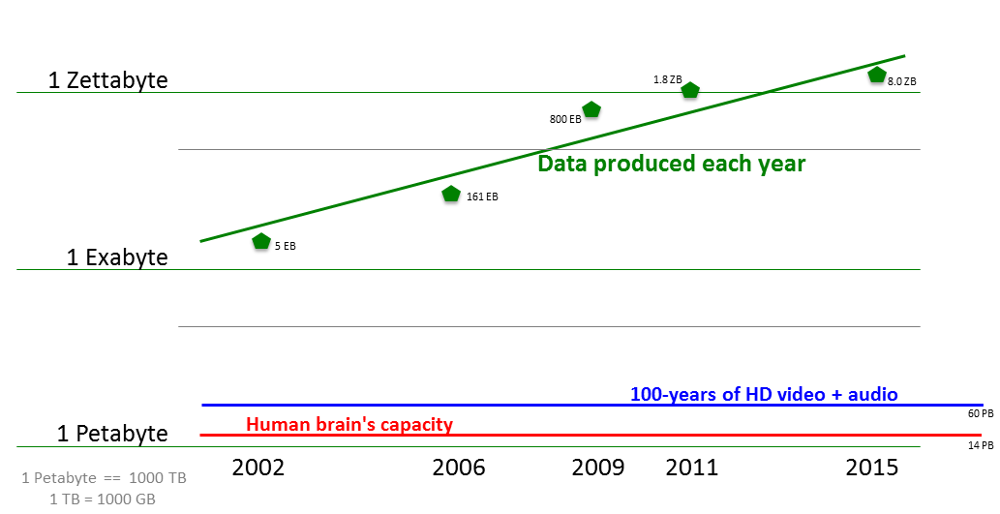 1 Zettabyte
1.8 ZB
8.0 ZB
800 EB
Data produced each year
161 EB
5 EB
1 Exabyte
100-years of HD video + audio
60 PB
Human brain's capacity
1 Petabyte
14 PB
2002 2006 2009 2011 2015
1 Petabyte == 1000 TB
1 TB = 1000 GB